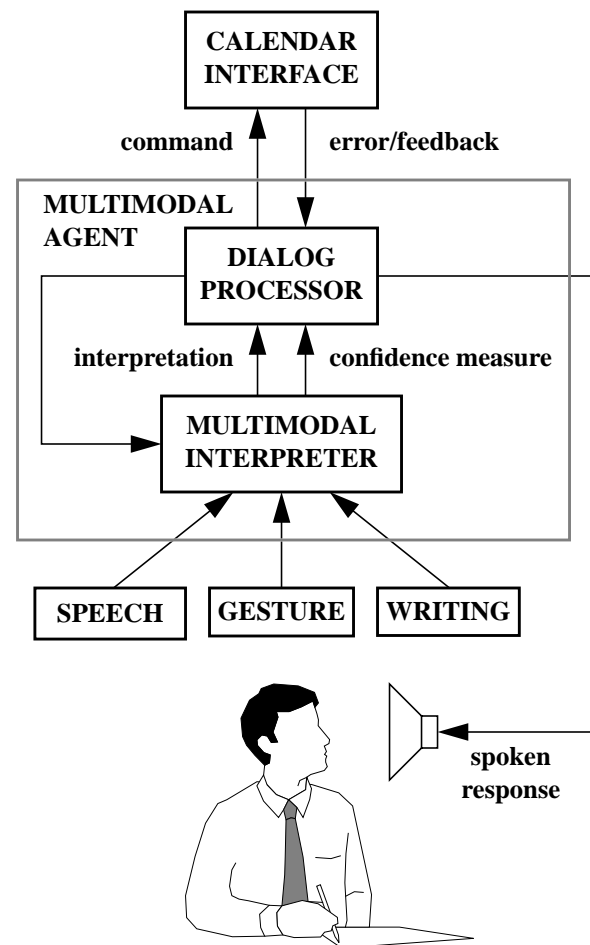 CALENDAR
INTERFACE
command
error/feedback
MULTIMODAL
AGENT
DIALOG
PROCESSOR
interpretation
confidence measure
MULTIMODAL
INTERPRETER
SPEECH
GESTURE
WRITING
spoken
response